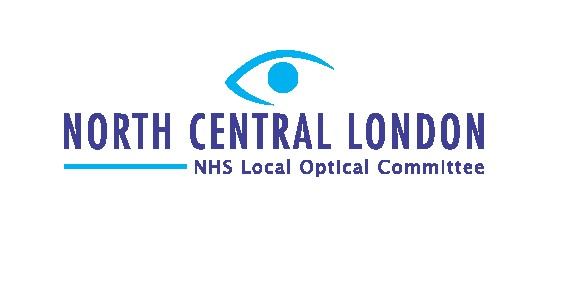 NORTH CENTRAL LONDON
NHS Local Optical Committee